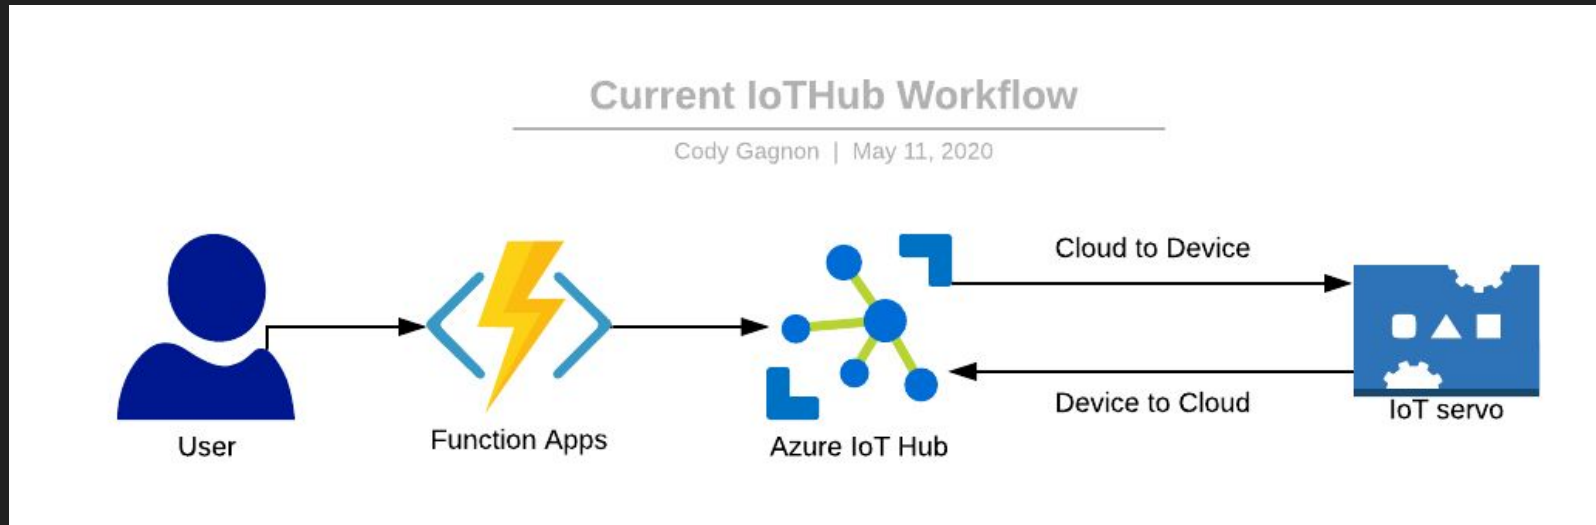 Current IoTHub Workflow
Cody Gagnon | May 11, 2020
Cloud to Device
Device to Cloud
User
Function Apps
Azure IoT Hub
IoT servo